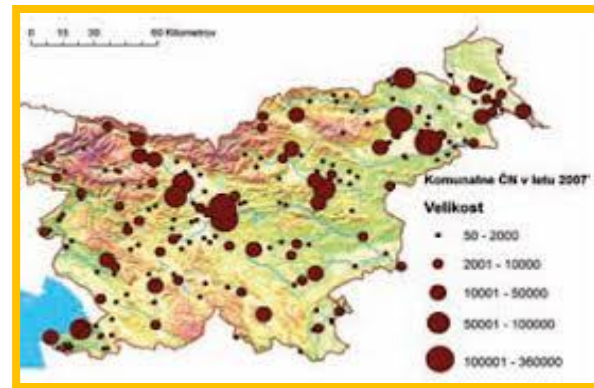 0 15 30 60 Kilometrov
Komunalne ČN v letu 2007
Velikost
50 - 2000
2001 - 10000
10001 - 50000
50001 - 100000
100001 - 360000